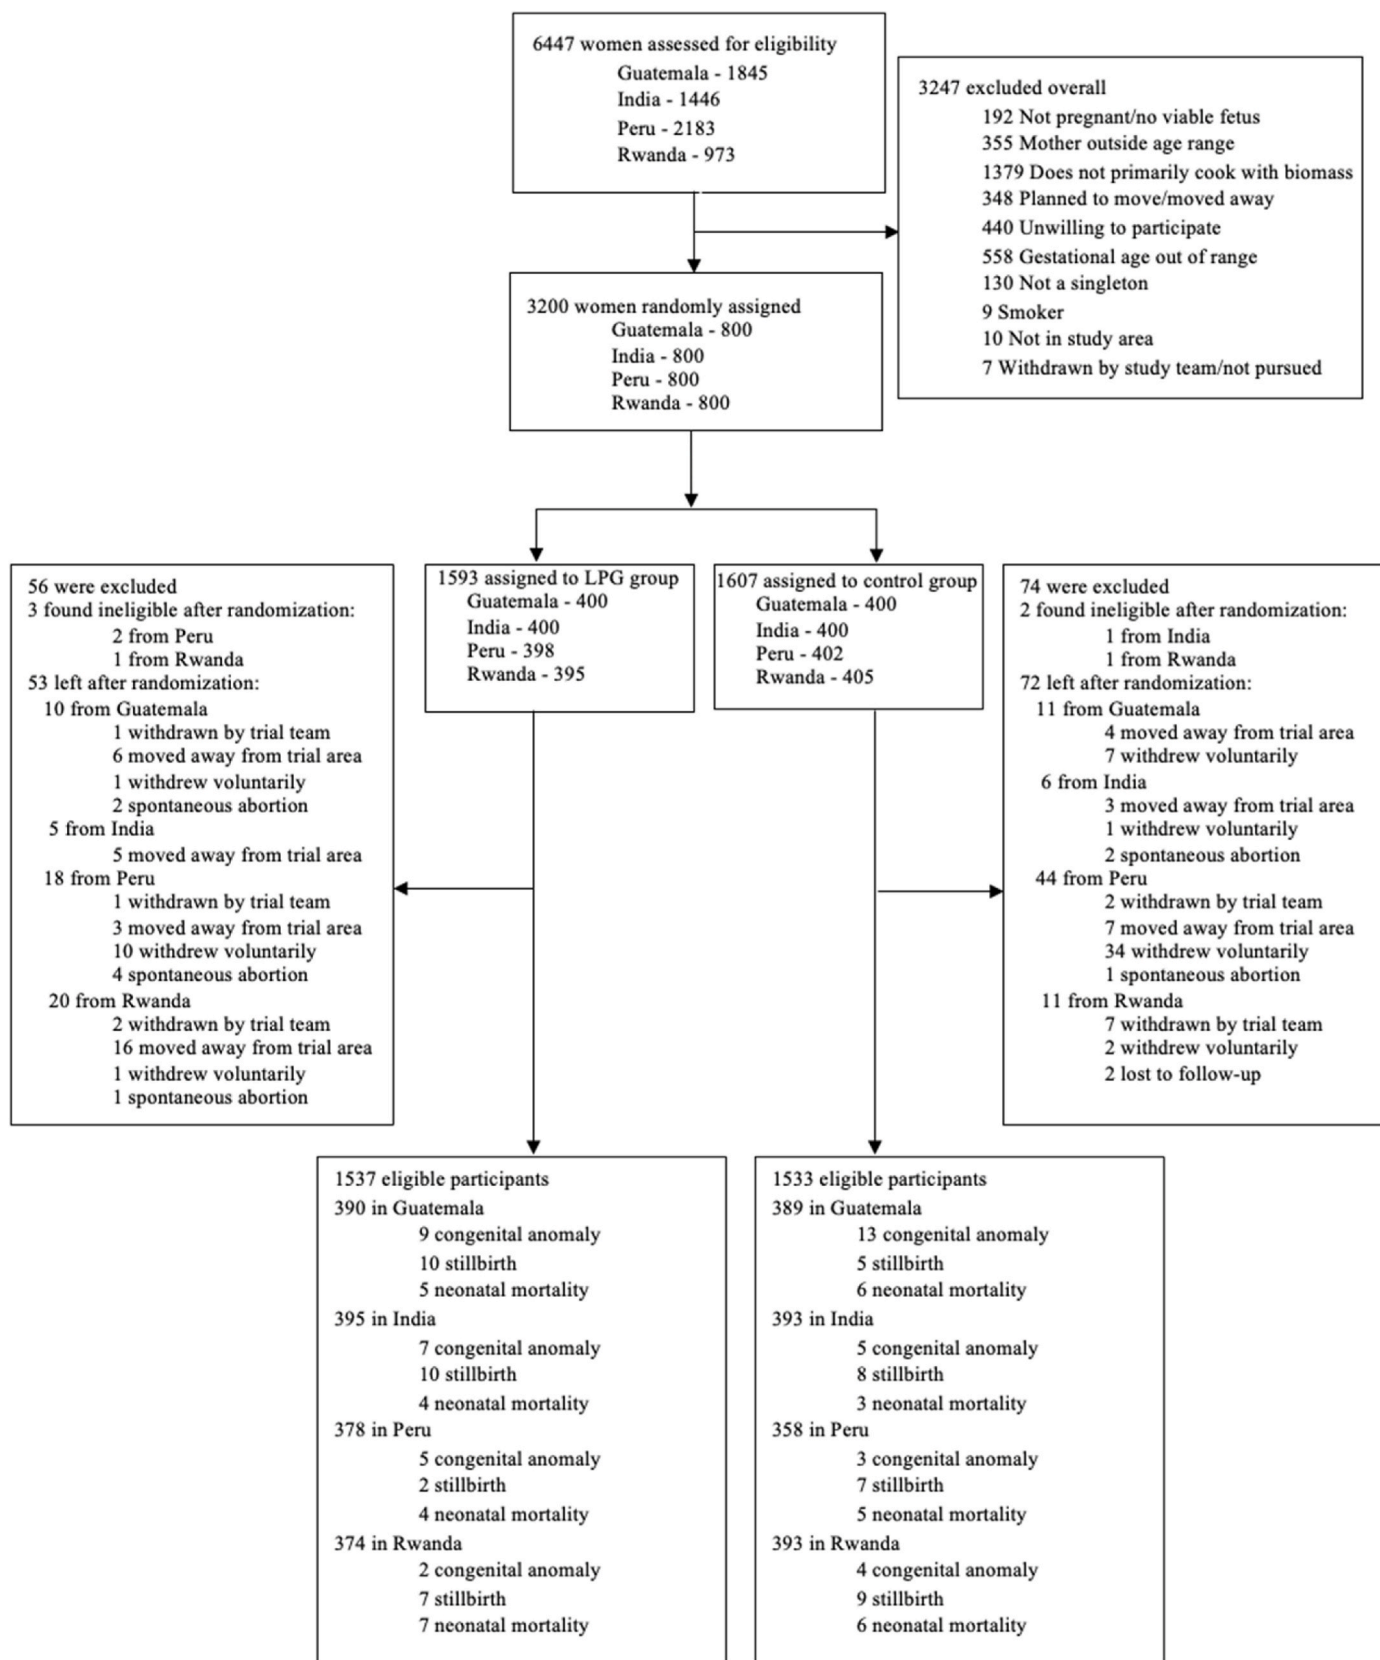 6447 women assessed for eligibility
Guatemala - 1845
India - 1446
Peru - 2183
Rwanda - 973
3247 excluded overall
192 Not pregnant/no viable fetus
355 Mother outside age range
1379 Does not primarily cook with biomass
348 Planned to move/moved away
440 Unwilling to participate
558 Gestational age out of range
130 Not a singleton
9 Smoker
10 Not in study area
7 Withdrawn by study team/not pursued
3200 women randomly assigned
Guatemala - 800
India - 800
Peru - 800
Rwanda - 800
56 were excluded
3 found ineligible after randomization:
2 from Peru
1 from Rwanda
53 left after randomization:
10 from Guatemala
1 withdrawn by trial team
6 moved away from trial area
1 withdrew voluntarily
2 spontaneous abortion
5 from India
5 moved away from trial area
18 from Peru
1 withdrawn by trial team
3 moved away from trial area
10 withdrew voluntarily
4 spontaneous abortion
20 from Rwanda
2 withdrawn by trial team
16 moved away from trial area
1 withdrew voluntarily
1 spontaneous abortion
1593 assigned to LPG group
Guatemala - 400
India - 400
Peru - 398
Rwanda - 395
1607 assigned to control group
Guatemala - 400
India - 400
Peru - 402
Rwanda - 405
74 were excluded
2 found ineligible after randomization:
1 from India
1 from Rwanda
72 left after randomization:
11 from Guatemala
4 moved away from trial area
7 withdrew voluntarily
6 from India
3 moved away from trial area
1 withdrew voluntarily
2 spontaneous abortion
44 from Peru
2 withdrawn by trial team
7 moved away from trial area
34 withdrew voluntarily
1 spontaneous abortion
11 from Rwanda
7 withdrawn by trial team
2 withdrew voluntarily
2 lost to follow-up
1537 eligible participants
390 in Guatemala
9 congenital anomaly
10 stillbirth
5 neonatal mortality
395 in India
7 congenital anomaly
10 stillbirth
4 neonatal mortality
378 in Peru
5 congenital anomaly
2 stillbirth
4 neonatal mortality
374 in Rwanda
2 congenital anomaly
7 stillbirth
7 neonatal mortality
1533 eligible participants
389 in Guatemala
13 congenital anomaly
5 stillbirth
6 neonatal mortality
393 in India
5 congenital anomaly
8 stillbirth
3 neonatal mortality
358 in Peru
3 congenital anomaly
7 stillbirth
5 neonatal mortality
393 in Rwanda
4 congenital anomaly
9 stillbirth
6 neonatal mortality